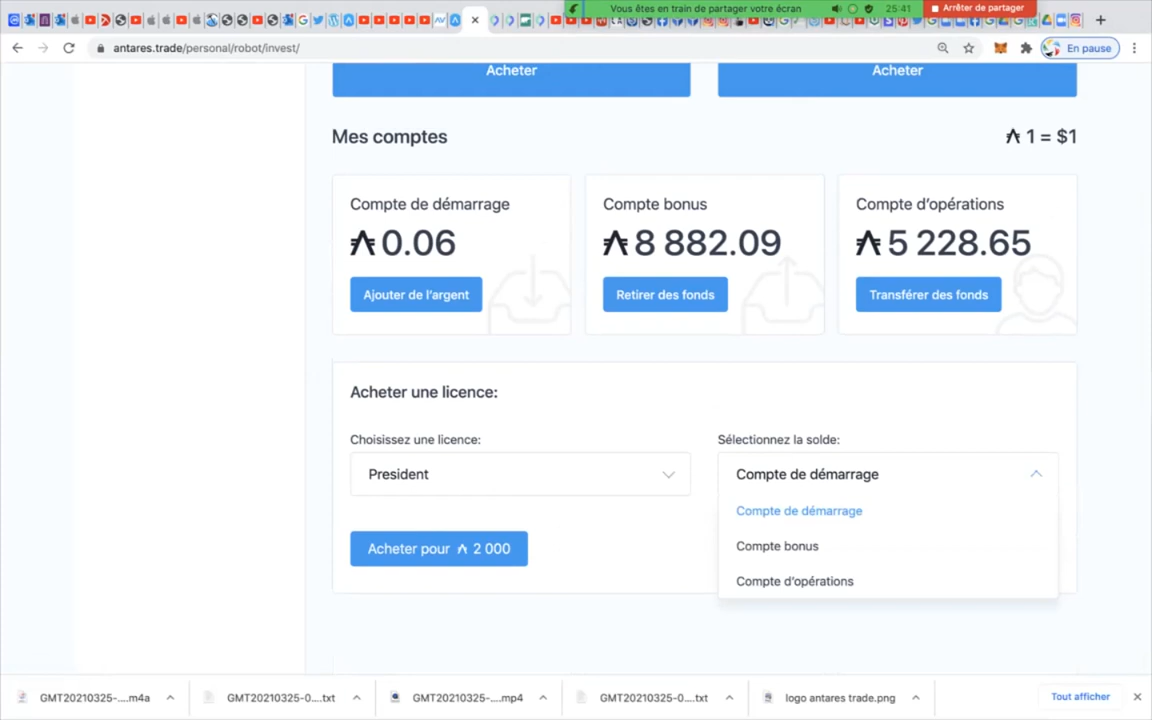 Vous êtes en train de partager votre écran
25:41
Arrêter de partager
antares.trade/personal/robot/invest/
En pause
Acheter
Acheter
Mes comptes
1 = $1
Compte de démarrage
0.06
Ajouter de l'argent
Compte bonus
8 882.09
Retirer des fonds
Compte d'opérations
5 228.65
Transférer des fonds
Acheter une licence:
Choisissez une licence:
President
Acheter pour 2 000
Sélectionnez la solde:
Compte de démarrage
Compte de démarrage
Compte bonus
Compte d'opérations
GMT20210325-....m4a
GMT20210325-0....txt
GMT20210325-....mp4
GMT20210325-0....txt
logo antares trade.png
Tout afficher